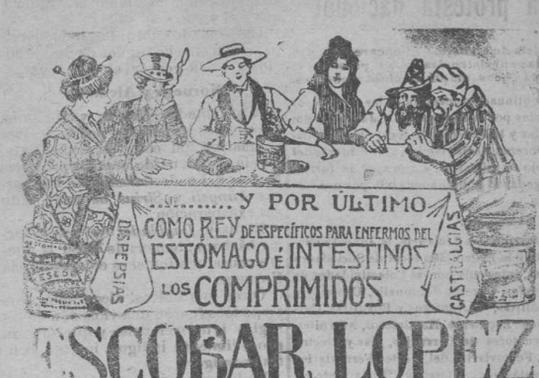 .........Y POR ÚLTIMO
COMO REY DE ESPECÍFICOS PARA ENFERMOS DEL
ESTÓMAGO É INTESTINOS
LOS COMPRIMIDOS
DISPEPSIAS
GASTRALGIAS
ESCOBAR LOPEZ